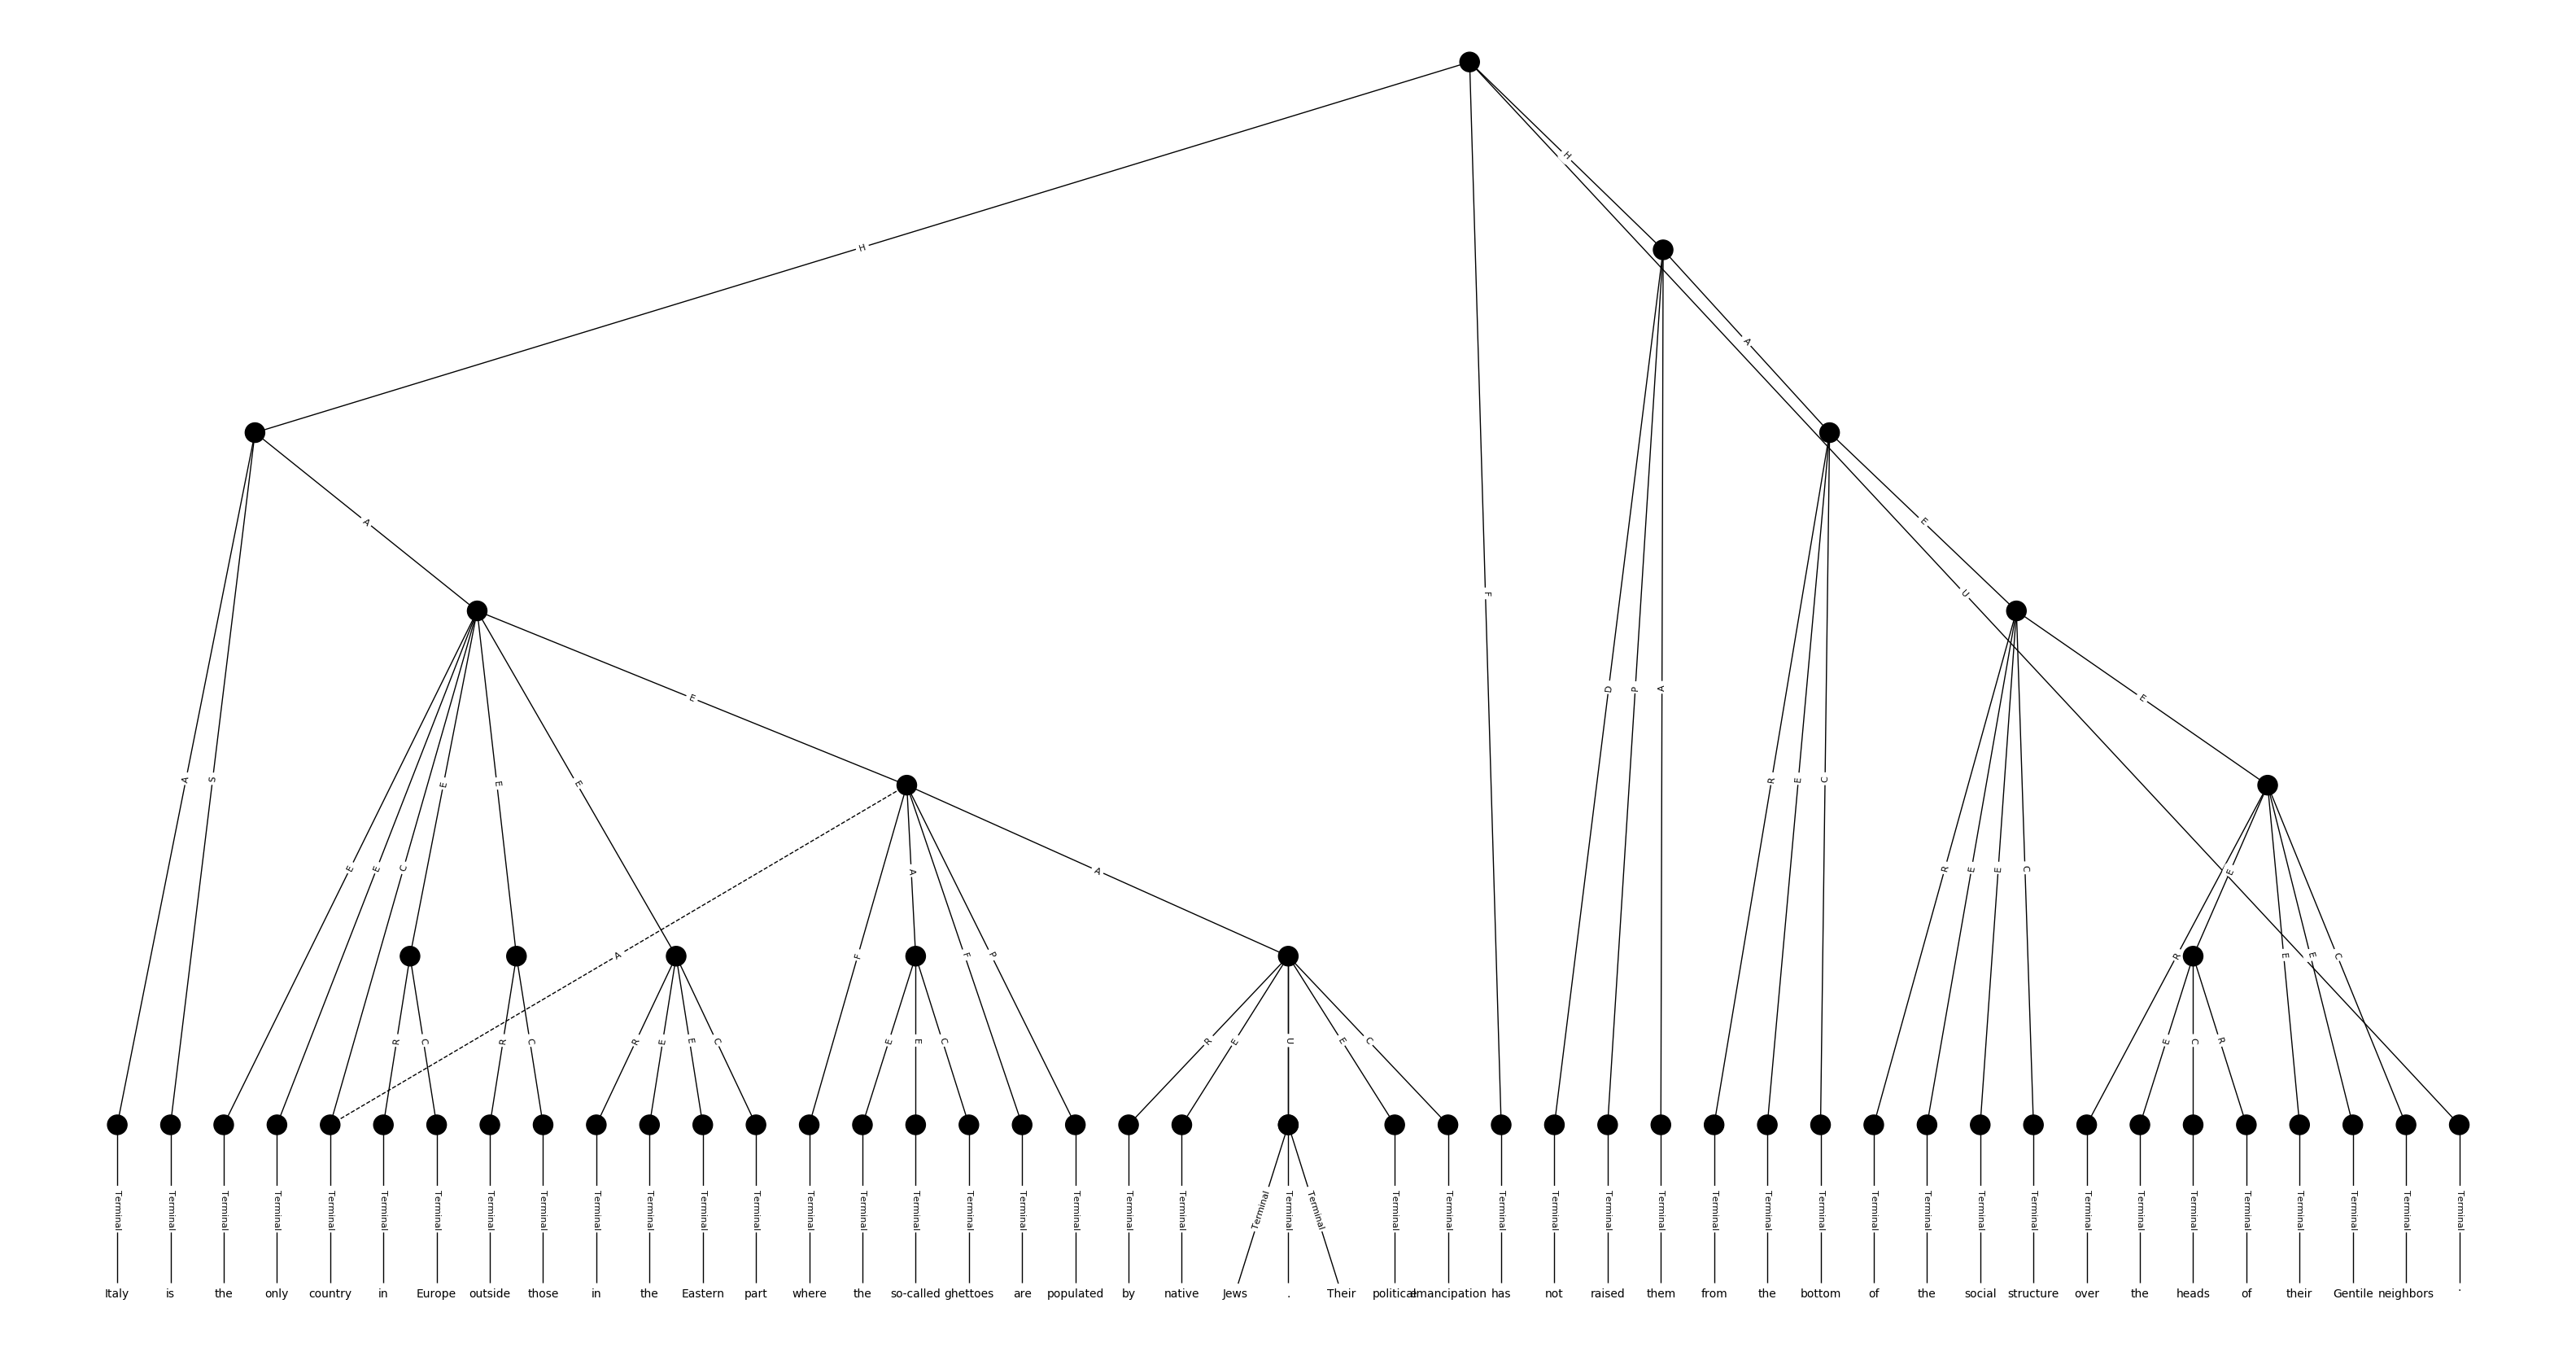 H
H
A
A
E
F
U
A
S
E
E
C
E
E
E
E
D
P
A
R
E
C
R
E
E
C
E
A
F
A
F
P
A
R
E
E
E
C
R
C
R
C
R
E
E
C
E
E
C
R
E
U
E
C
E
C
R
Terminal Terminal Terminal Terminal Terminal Terminal Terminal Terminal Terminal Terminal Terminal Terminal Terminal Terminal Terminal Terminal Terminal Terminal Terminal Terminal Terminal Terminal Terminal Terminal Terminal Terminal Terminal Terminal Terminal Terminal Terminal Terminal Terminal Terminal Terminal Terminal Terminal Terminal Terminal Terminal Terminal Terminal Terminal Terminal Terminal
Italy is the only country in Europe outside those in the Eastern part where the so-called ghettoes are populated by native Jews . Their political emancipation has not raised them from the bottom of the social structure over the heads of their Gentile neighbors .